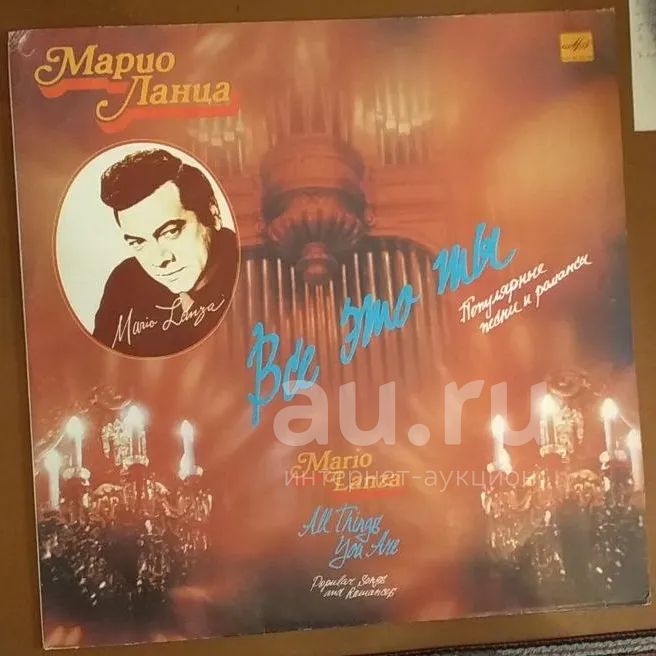 Марио
Ланца
Mario Lanza
Все это ты
Популярные
песни и романсы
au.ru
интернет-аукцион
Mario
Lanza
All Things
You Are
Popular Songs
and Romances